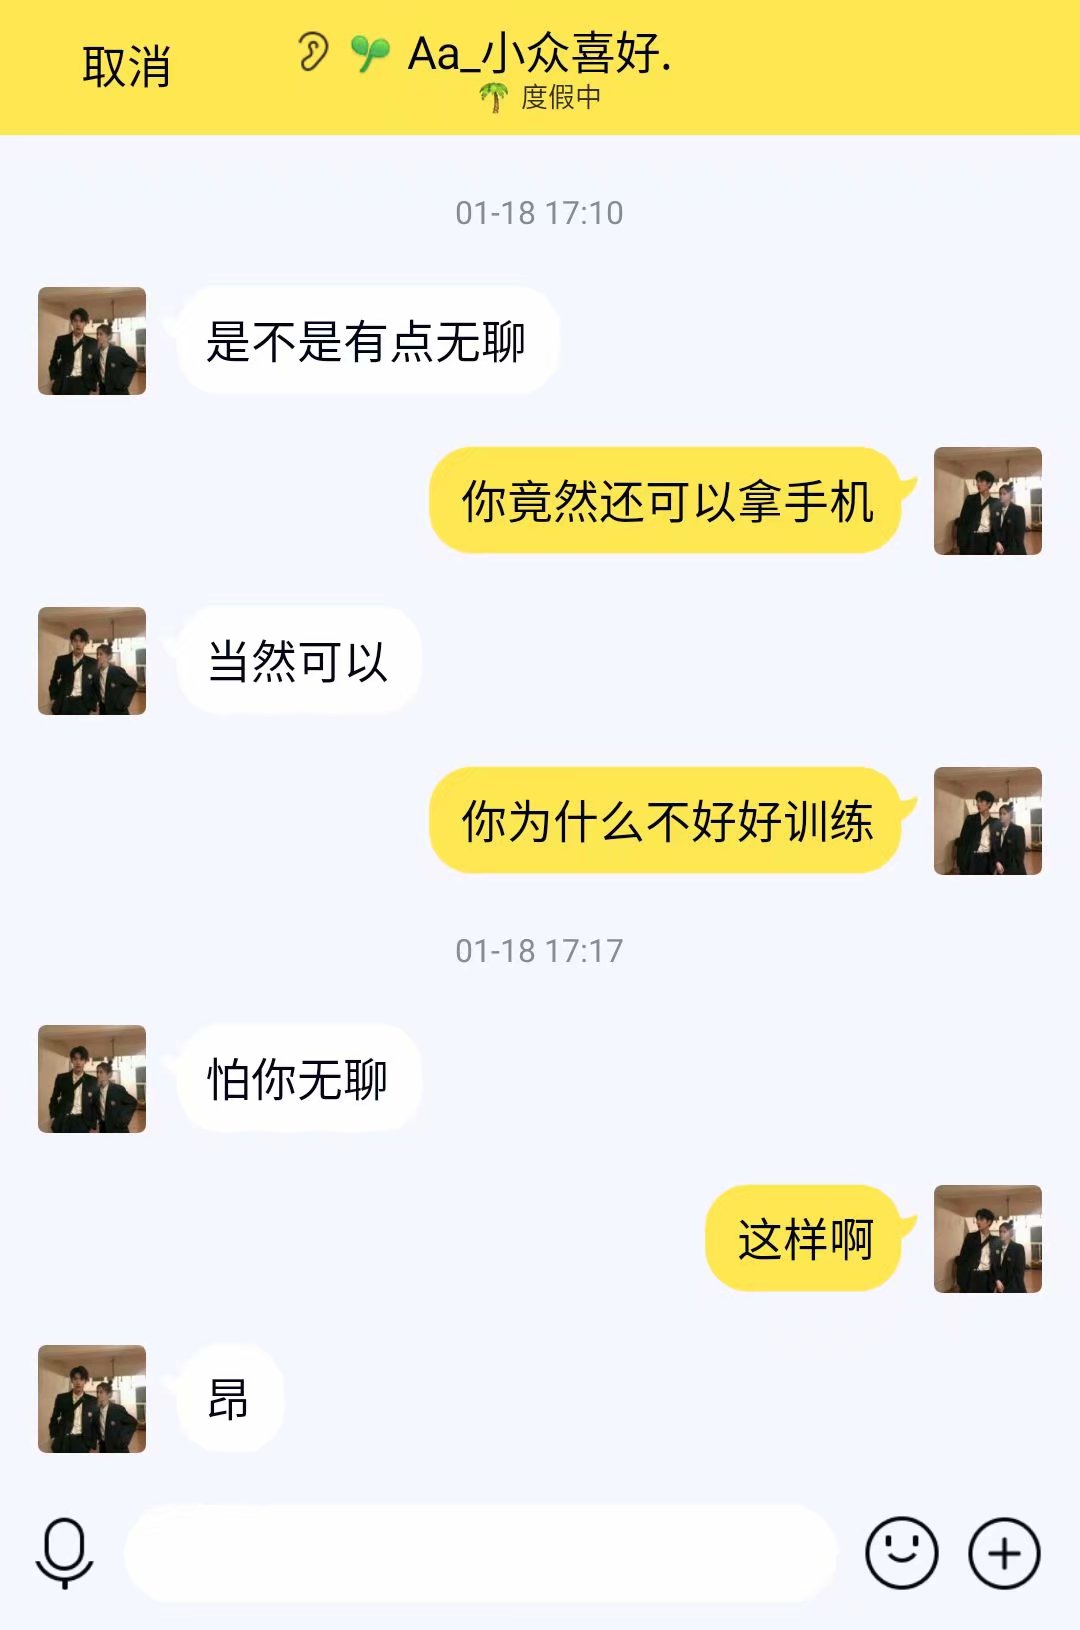 取消
Aa_小众喜好.
度假中
01-18 17:10
是不是有点无聊
你竟然还可以拿手机
当然可以
你为什么不好好训练
01-18 17:17
怕你无聊
这样啊
昂